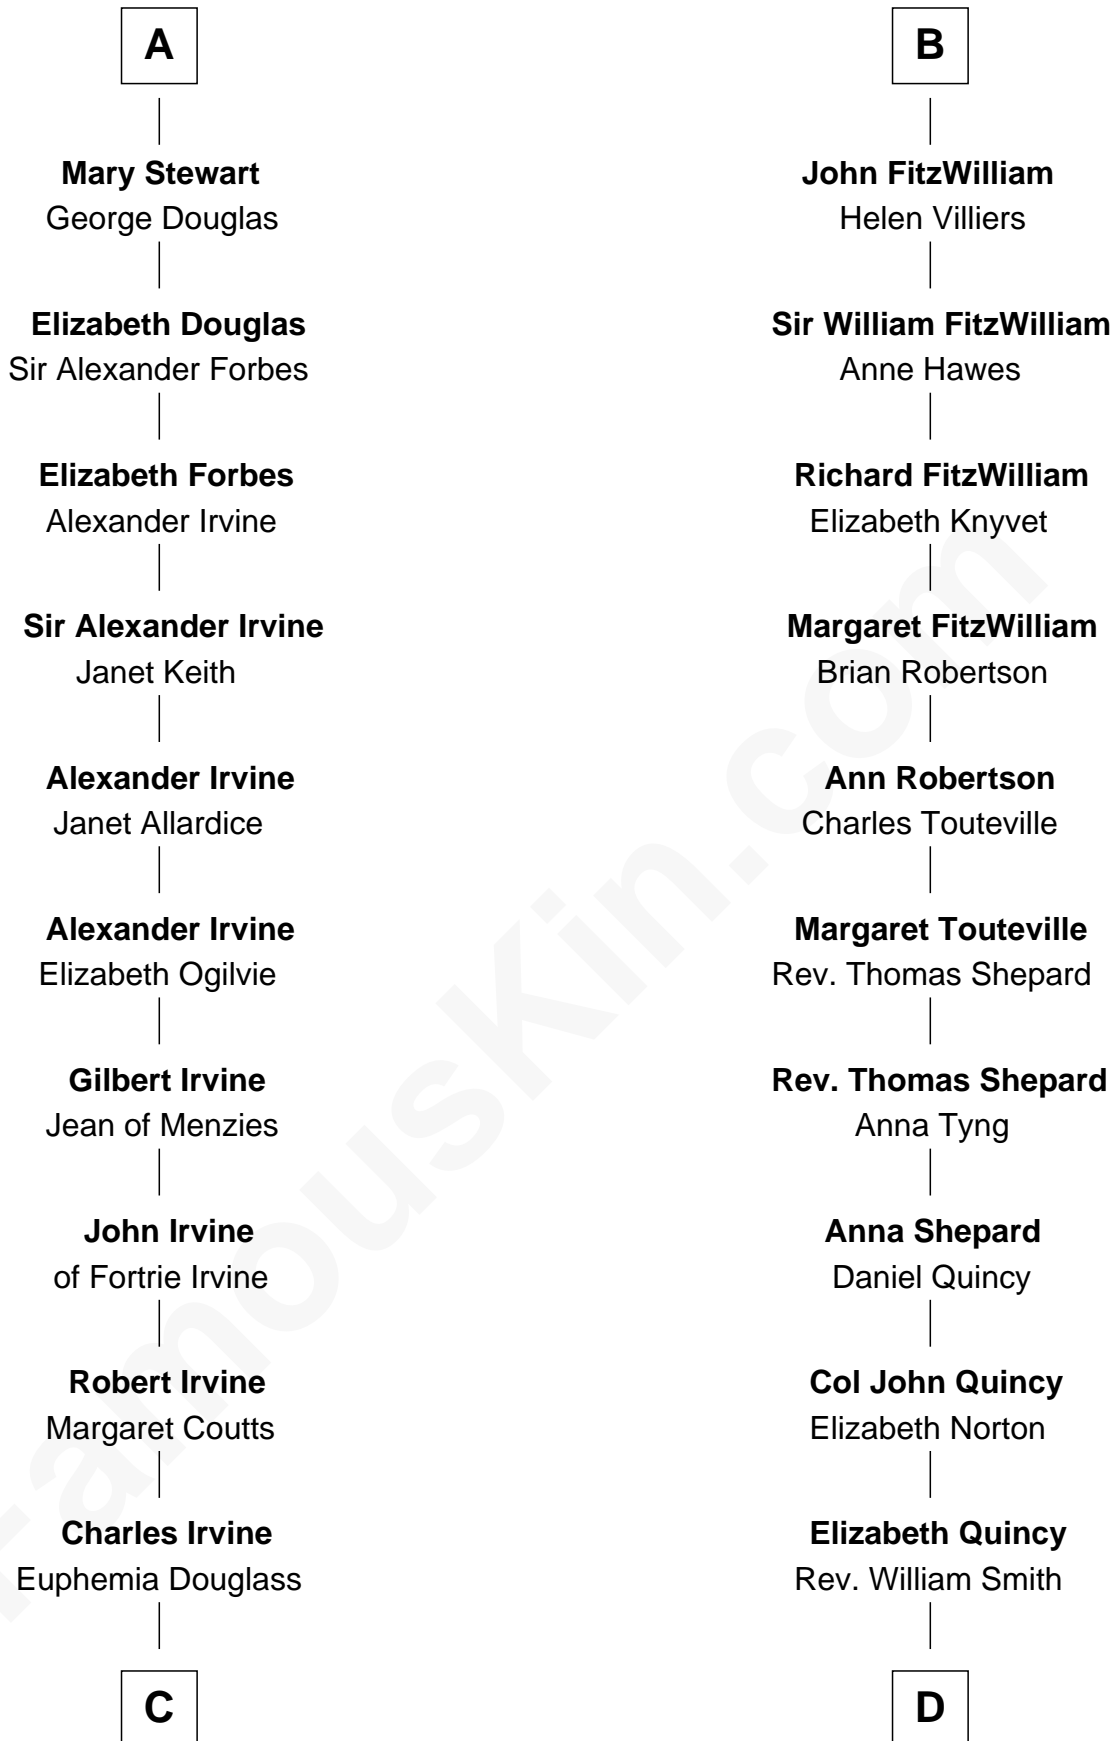 A
Mary Stewart
George Douglas
Elizabeth Douglas
Sir Alexander Forbes
Elizabeth Forbes
Alexander Irvine
Sir Alexander Irvine
Janet Keith
Alexander Irvine
Janet Allardice
Alexander Irvine
Elizabeth Ogilvie
Gilbert Irvine
Jean of Menzies
John Irvine
of Fortrie Irvine
Robert Irvine
Margaret Coutts
Charles Irvine
Euphemia Douglass
C
B
John FitzWilliam
Helen Villiers
Sir William FitzWilliam
Anne Hawes
Richard FitzWilliam
Elizabeth Knyvet
Margaret FitzWilliam
Brian Robertson
Ann Robertson
Charles Touteville
Margaret Touteville
Rev. Thomas Shepard
Rev. Thomas Shepard
Anna Tyng
Anna Shepard
Daniel Quincy
Col John Quincy
Elizabeth Norton
Elizabeth Quincy
Rev. William Smith
D
FamousKin.com